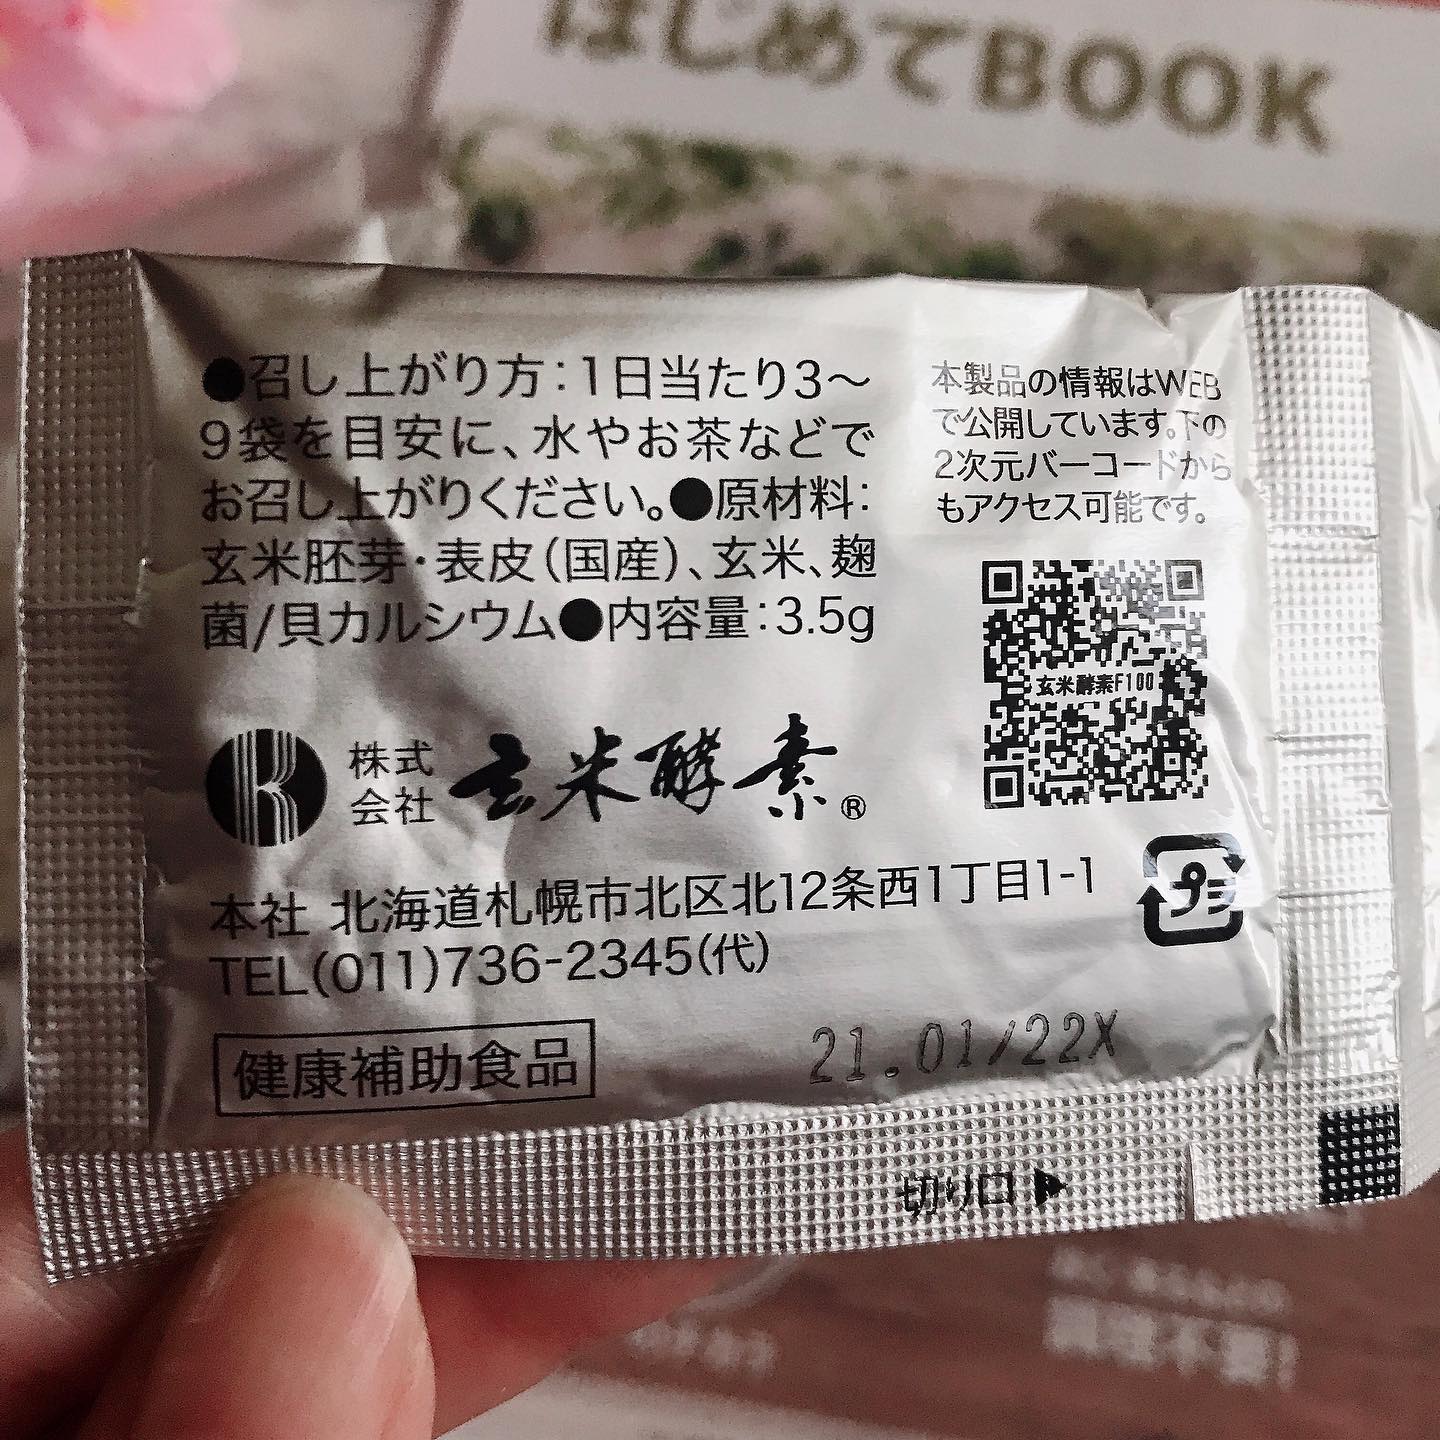 はじめてBOOK
●召し上がり方:1日当たり3〜
9袋を目安に、水やお茶などで
お召し上がりください。●原材料:
玄米胚芽・表皮(国産)、玄米、麹
菌/貝カルシウム●内容量:3.5g
本製品の情報はWEB
で公開しています。下の
2次元バーコードから
もアクセス可能です。
玄米酵素F100
株式
会社
玄米酵素®
プラ
本社 北海道札幌市北区北12条西1丁目1-1
TEL(011)736-2345(代)
健康補助食品
21.01/22X
切り口▶